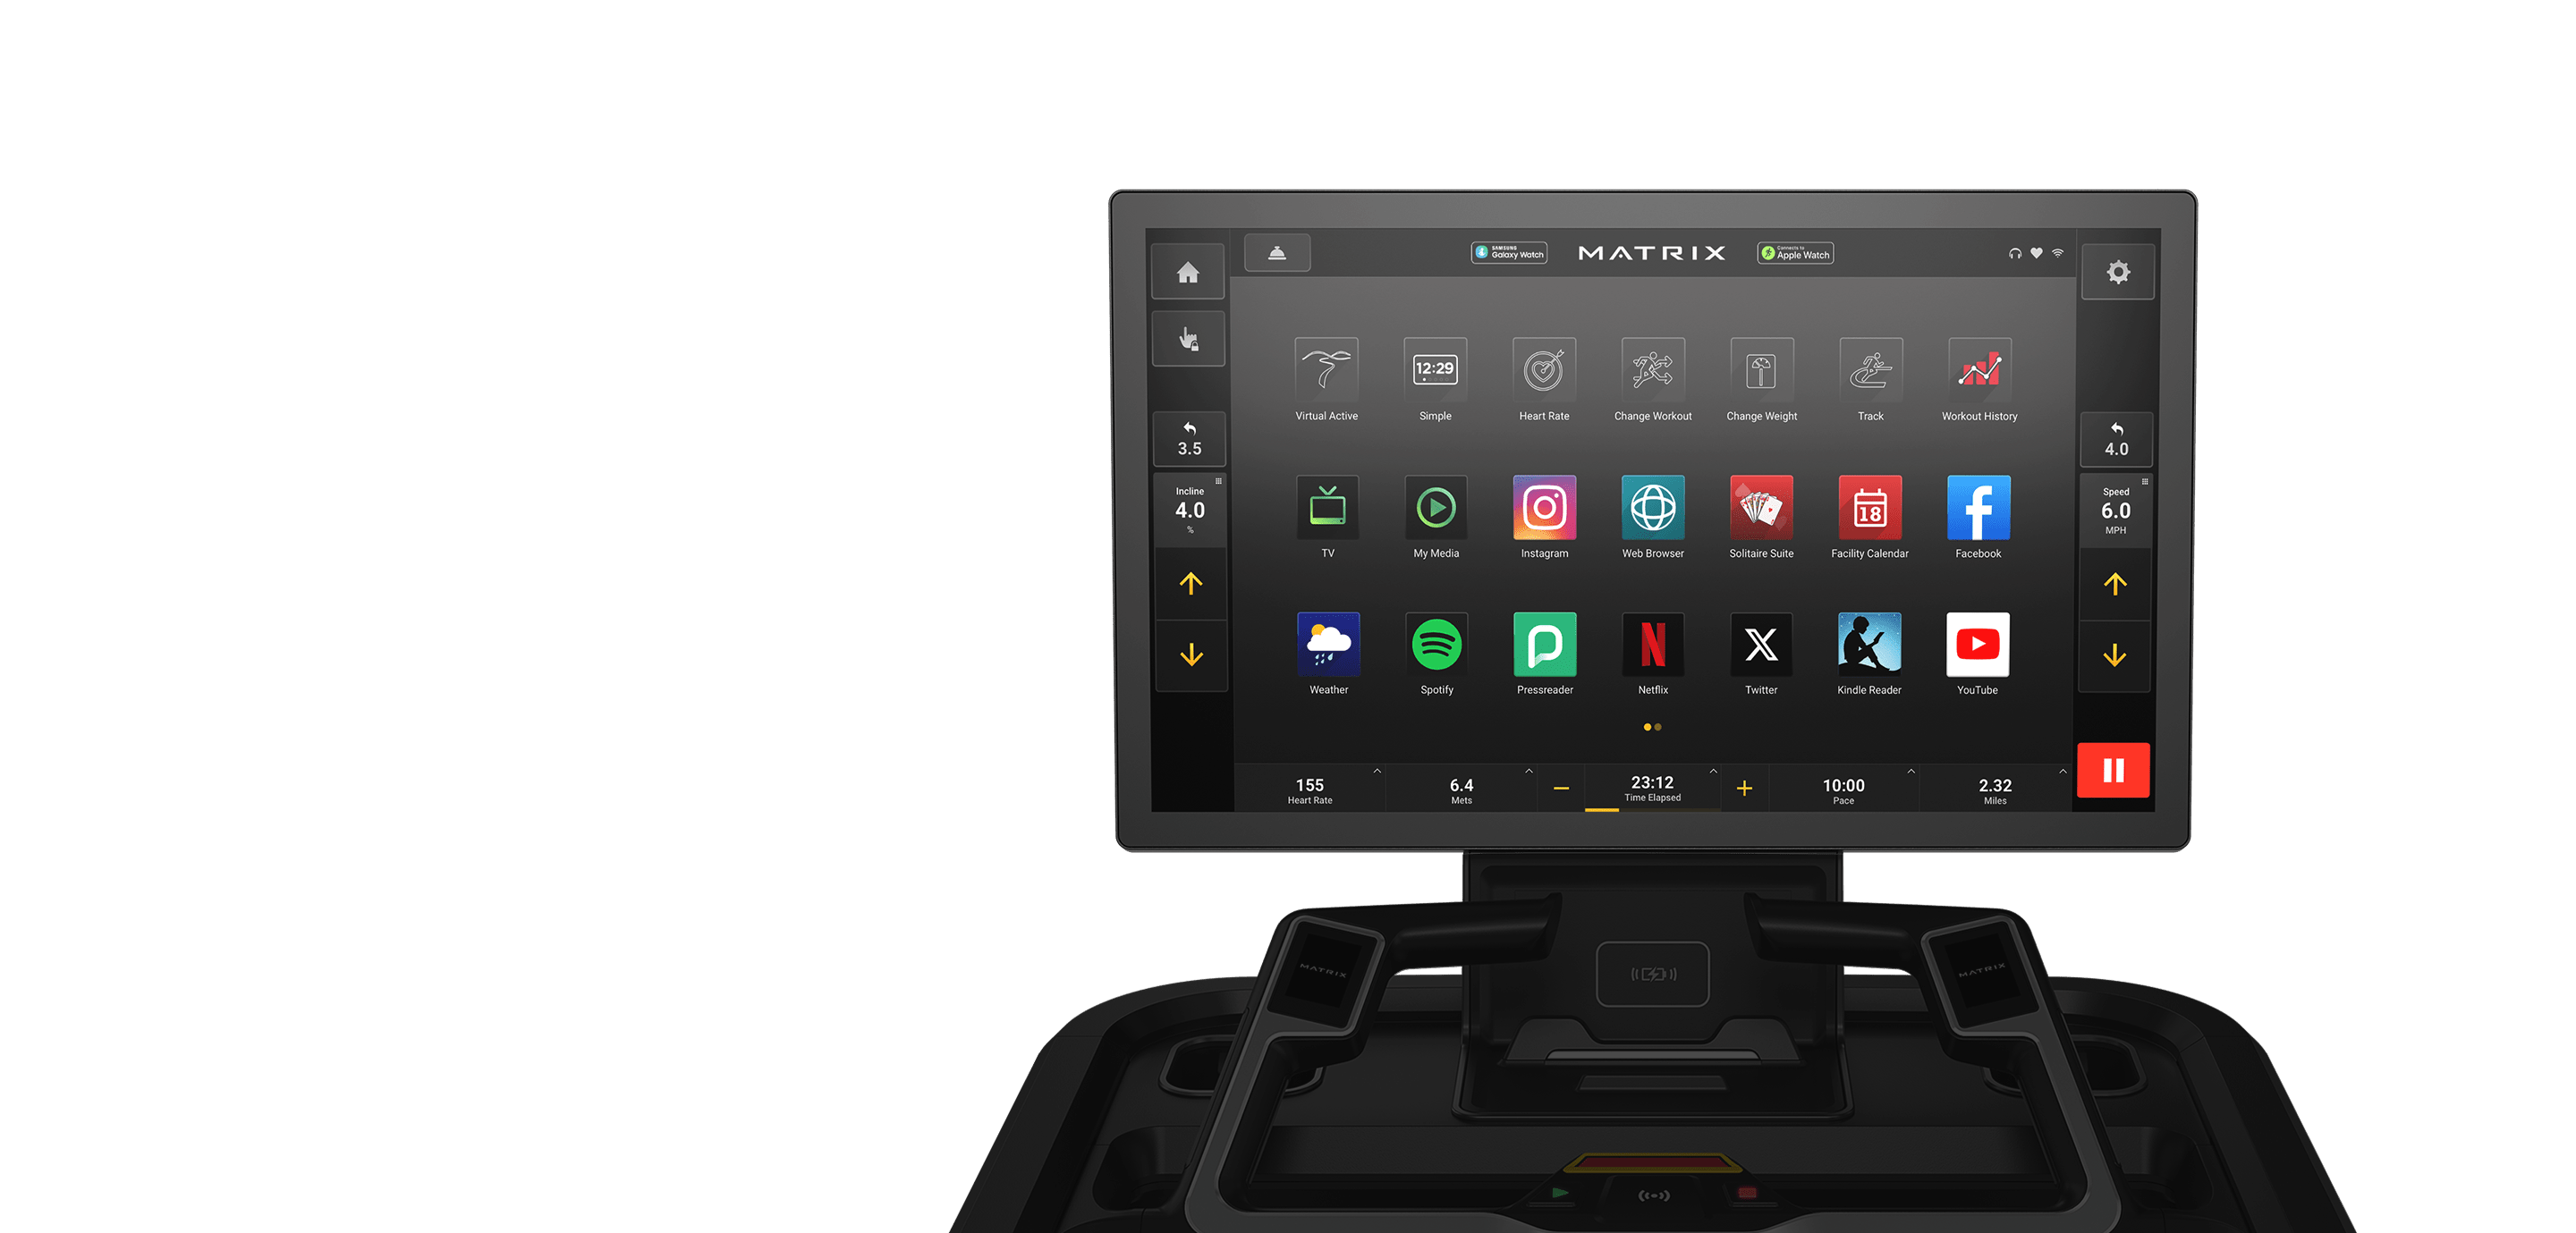 SAMSUNG
Galaxy Watch
MATRIX
Connects to
Apple Watch
3.5
Incline
4.0
%
4.0
Speed
6.0
MPH
12:29
Virtual Active
Simple
Heart Rate
Change Workout
Change Weight
Track
Workout History
18
TV
My Media
Instagram
Web Browser
Solitaire Suite
Facility Calendar
Facebook
Weather
Spotify
Pressreader
Netflix
Twitter
Kindle Reader
YouTube
155
Heart Rate
6.4
Mets
23:12
Time Elapsed
10:00
Pace
2.32
Miles
MATRIX
MATRIX